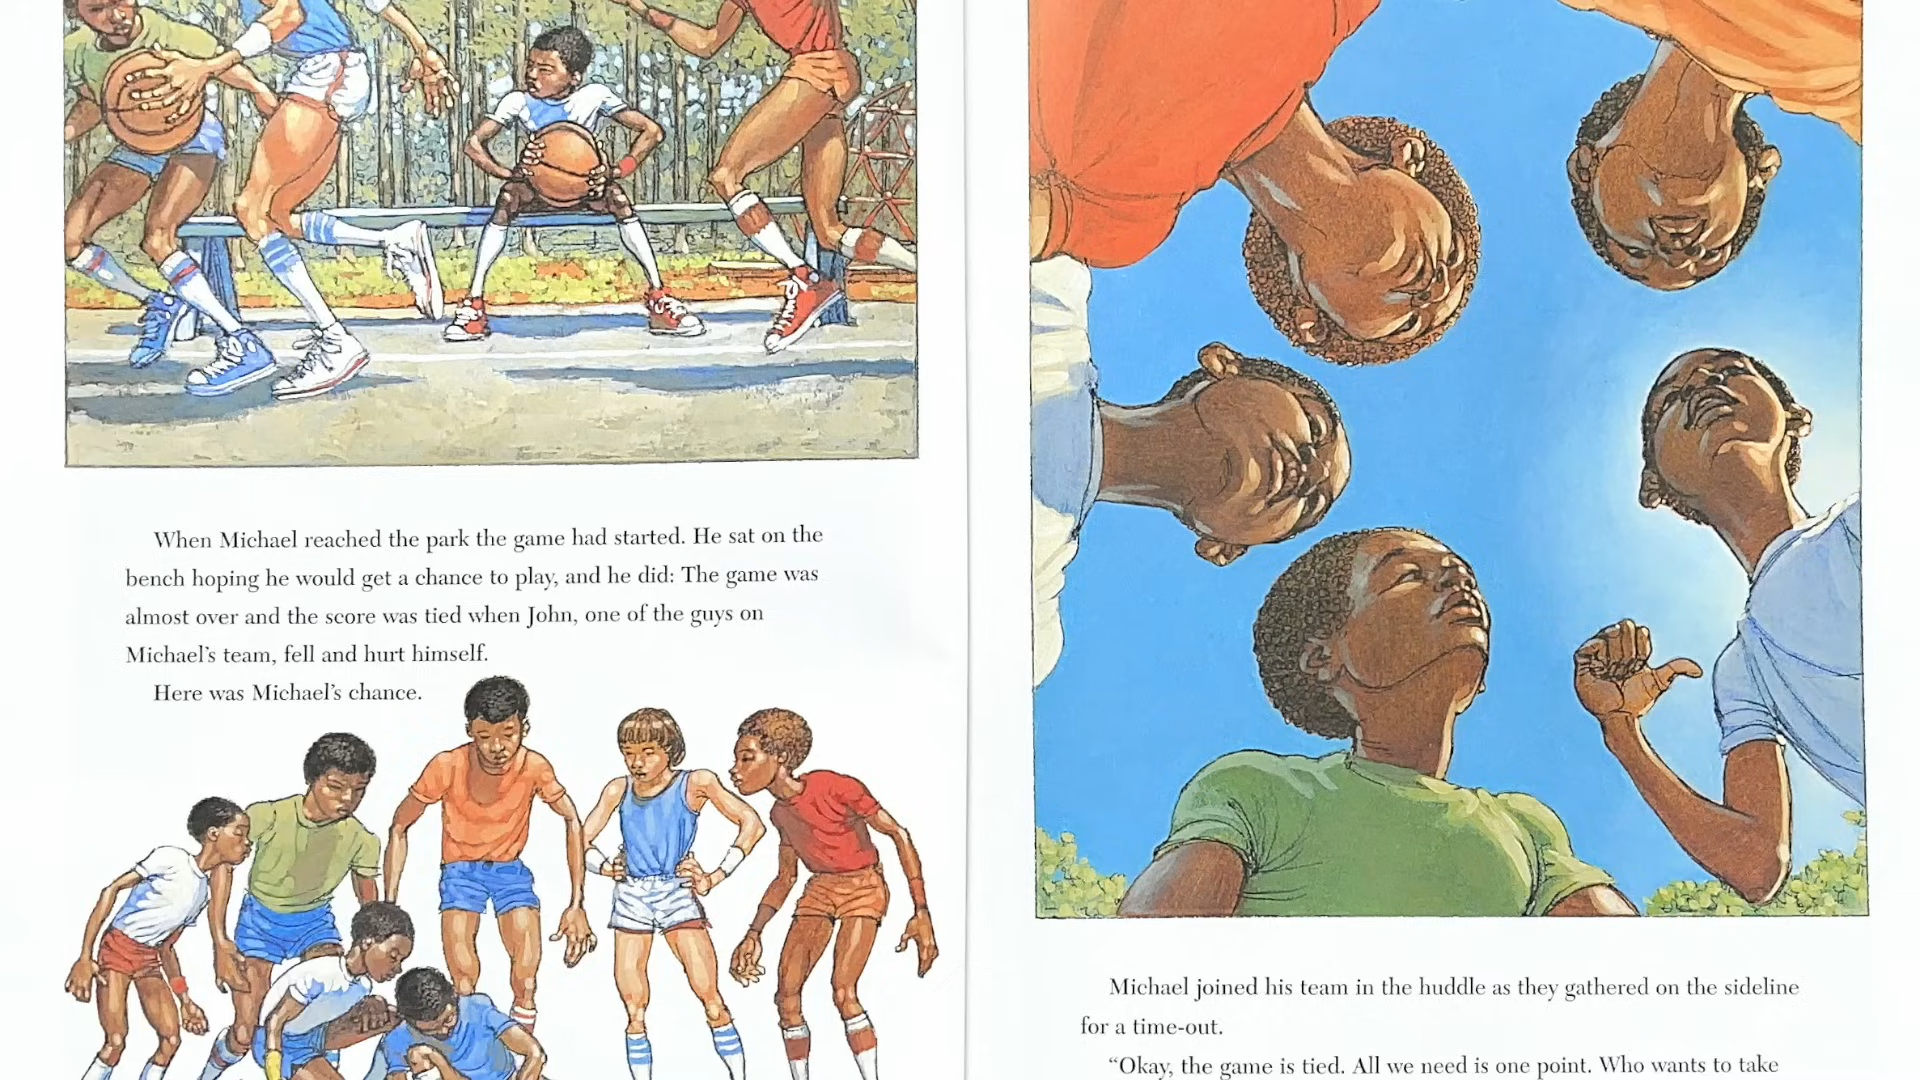 When Michael reached the park the game had started. He sat on the
bench hoping he would get a chance to play, and he did: The game was
almost over and the score was tied when John, one of the guys on
Michael’s team, fell and hurt himself.
Here was Michael’s chance.
Michael joined his team in the huddle as they gathered on the sideline
for a time-out.
“Okay, the game is tied. All we need is one point. Who wants to take